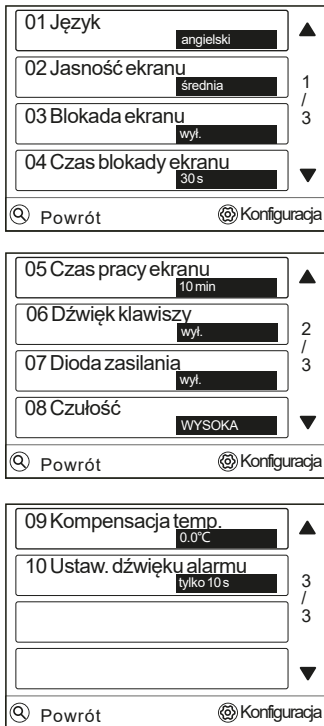 01 Język
angielski
02 Jasność ekranu
średnia
03 Blokada ekranu
wył.
04 Czas blokady ekranu
30 s
1
/
3
Powrót Konfiguracja
05 Czas pracy ekranu
10 min
06 Dźwięk klawiszy
wył.
07 Dioda zasilania
wył.
08 Czułość
WYSOKA
2
/
3
Powrót Konfiguracja
09 Kompensacja temp.
0.0°C
10 Ustaw. dźwięku alarmu
tylko 10 s
3
/
3
Powrót Konfiguracja